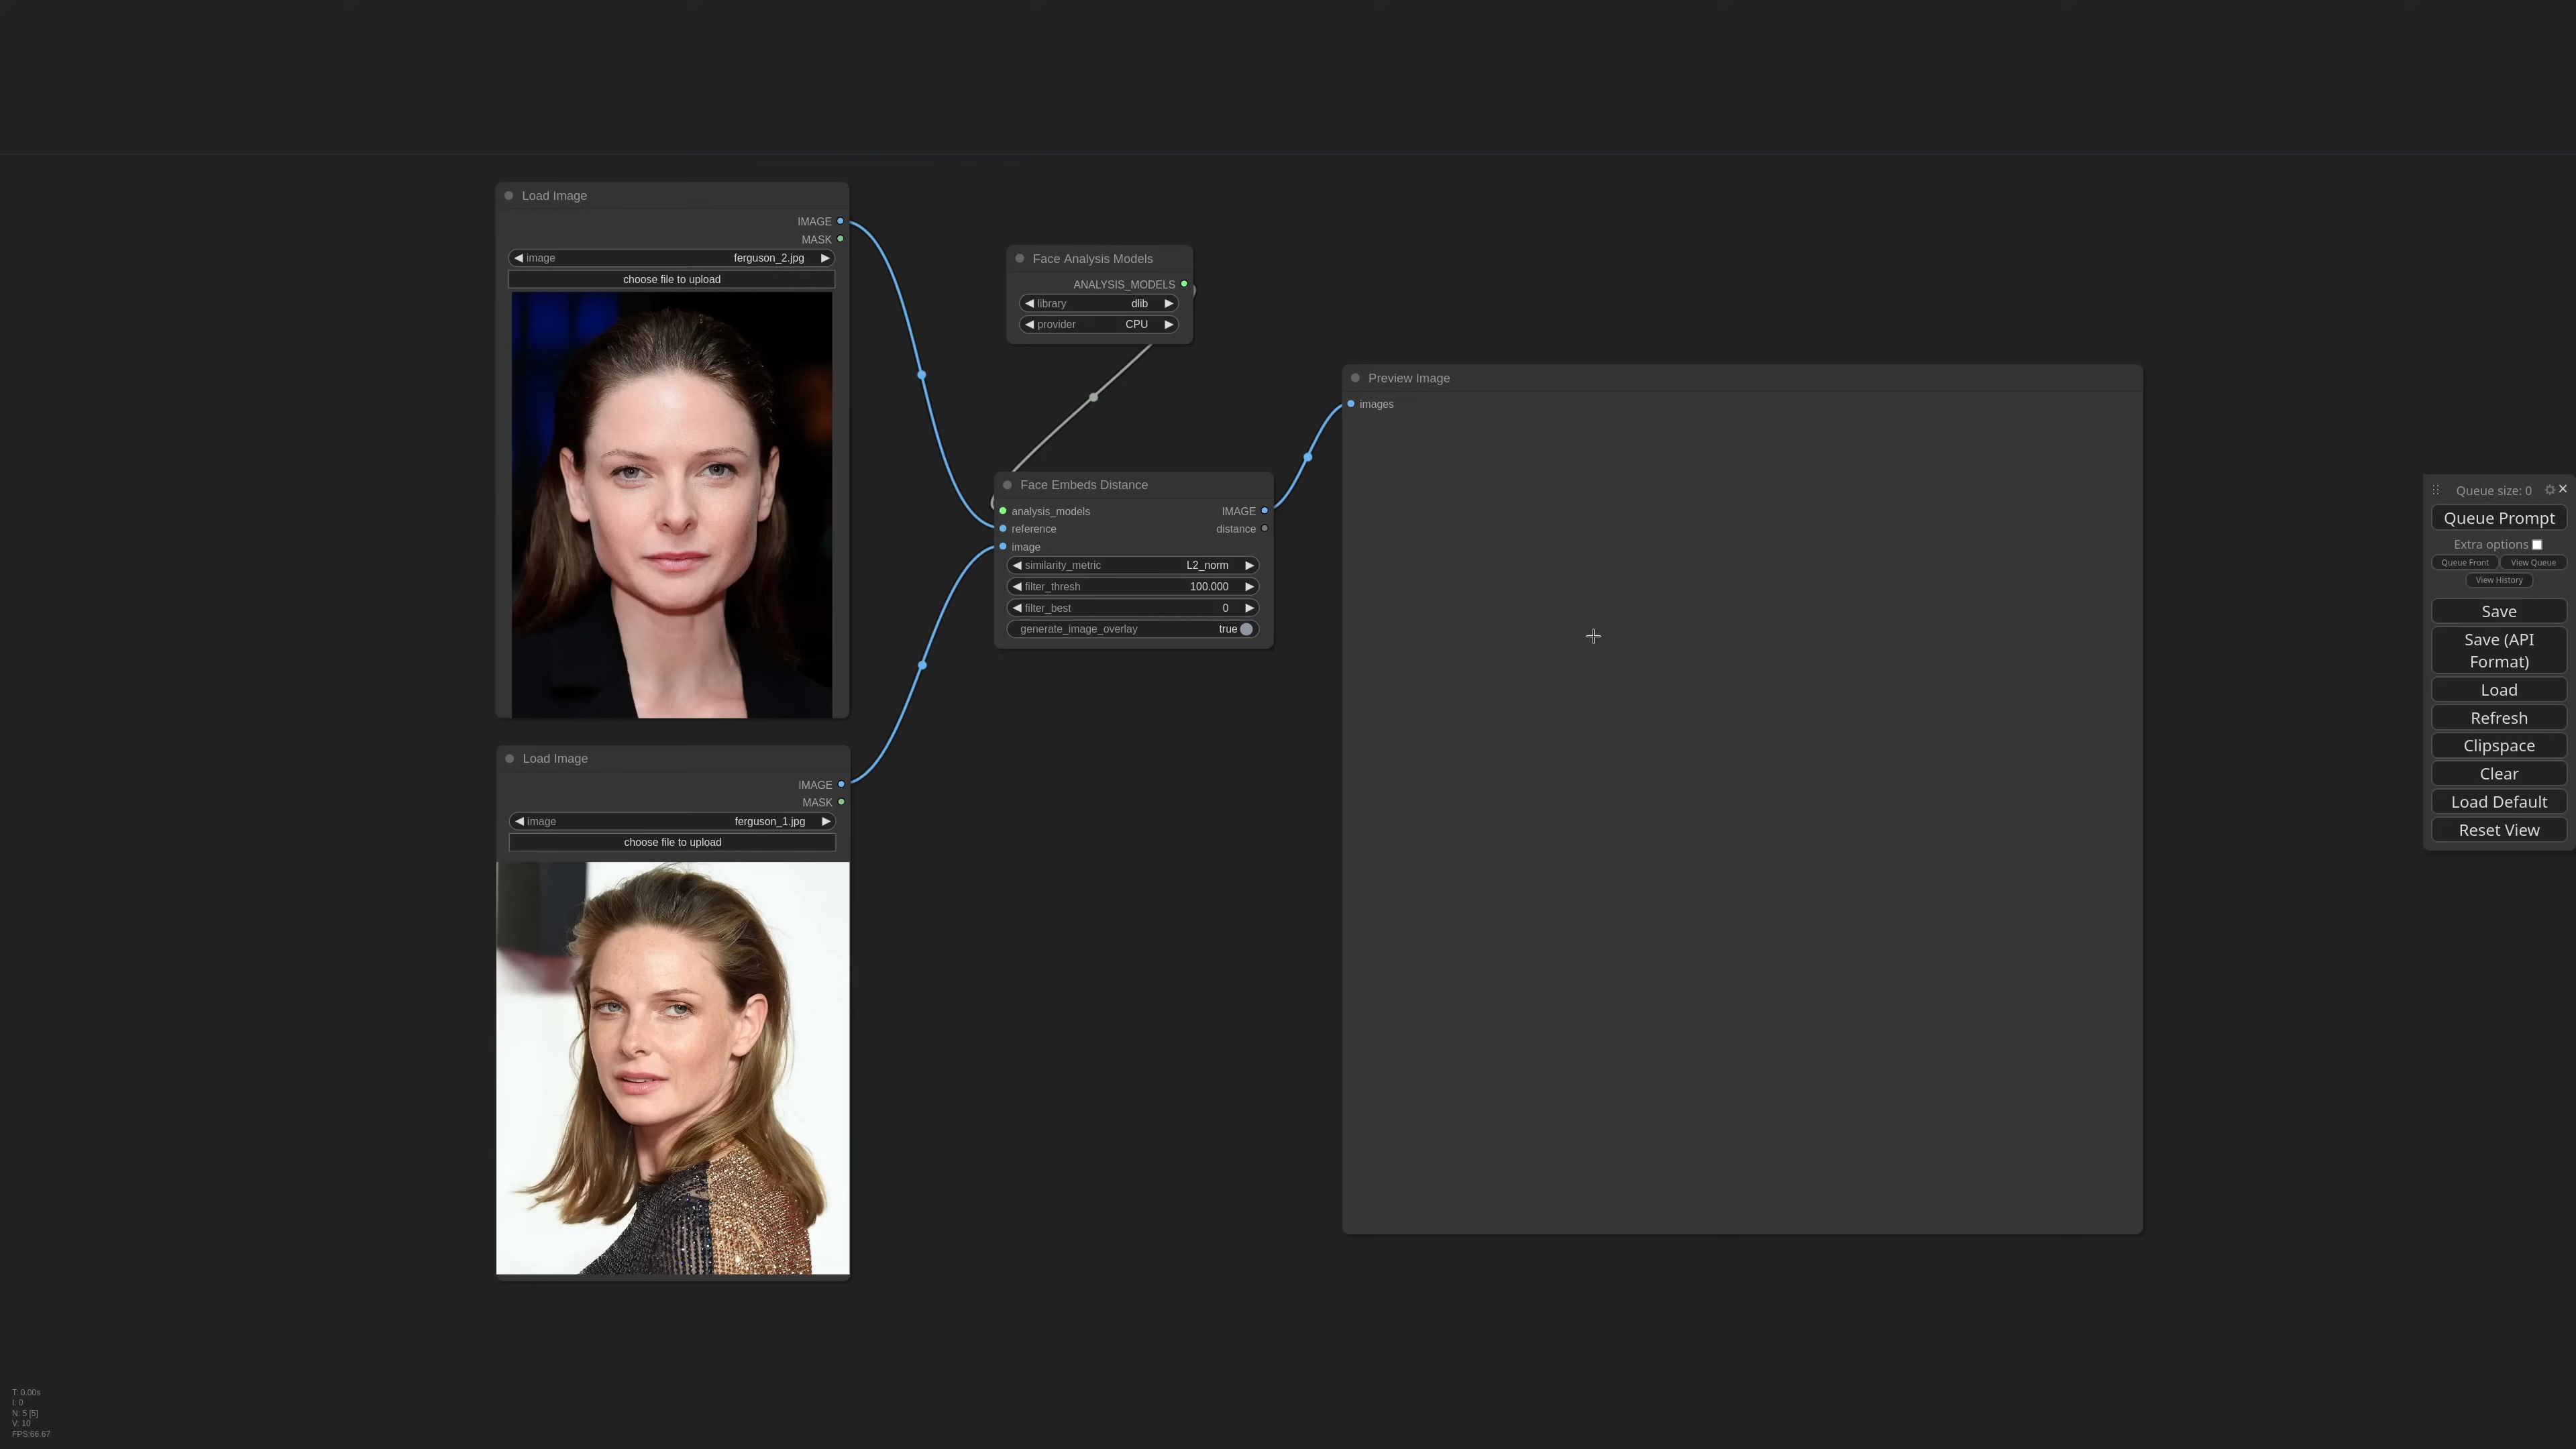 Load Image
IMAGE
MASK
image ferguson_2.jpg
choose file to upload
Face Analysis Models
ANALYSIS_MODELS
library dlib
provider CPU
Face Embeds Distance
analysis_models IMAGE
reference distance
image
similarity_metric L2_norm
filter_thresh 100.000
filter_best 0
generate_image_overlay true
Preview Image
images
Load Image
IMAGE
MASK
image ferguson_1.jpg
choose file to upload
Queue size: 0
Queue Prompt
Extra options
Queue Front View Queue
View History
Save
Save (API
Format)
Load
Refresh
Clipspace
Clear
Load Default
Reset View
T: 0.00s
I: 0
N: 5 [5]
V: 10
FPS:66.67